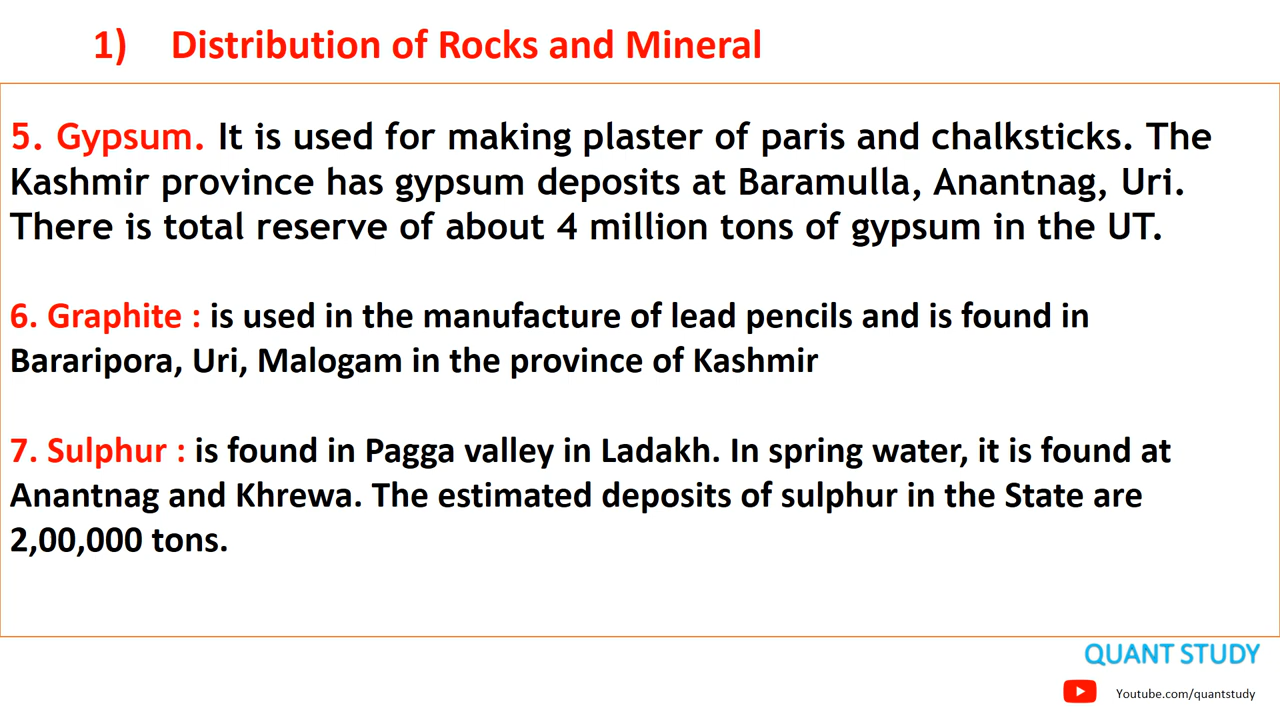 1) Distribution of Rocks and Mineral
5. Gypsum. It is used for making plaster of paris and chalksticks. The
Kashmir province has gypsum deposits at Baramulla, Anantnag, Uri.
There is total reserve of about 4 million tons of gypsum in the UT.
6. Graphite : is used in the manufacture of lead pencils and is found in
Bararipora, Uri, Malogam in the province of Kashmir
7. Sulphur : is found in Pagga valley in Ladakh. In spring water, it is found at
Anantnag and Khrewa. The estimated deposits of sulphur in the State are
2,00,000 tons.
QUANT STUDY
Youtube.com/quantstudy